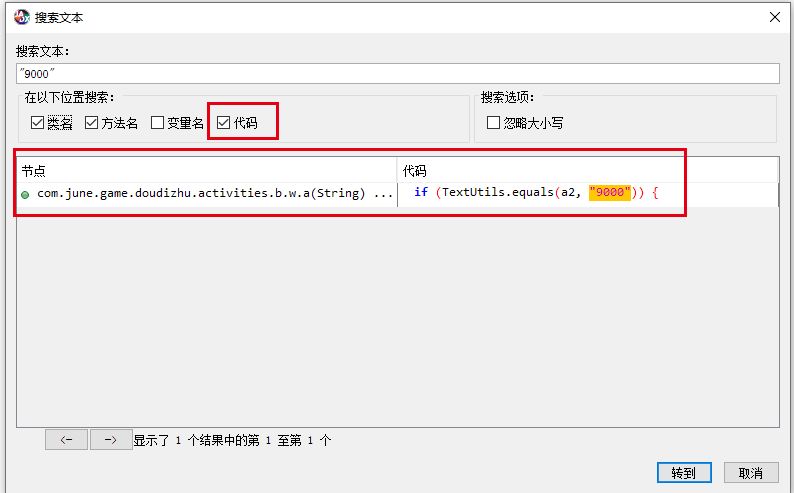 搜索文本
搜索文本：
"9000"
在以下位置搜索：
类名 方法名 变量名 代码
搜索选项：
忽略大小写
节点 代码
com.june.game.doudizhu.activities.b.w.a(String) ... if (TextUtils.equals(a2, "9000")) {
<- -> 显示了 1 个结果中的第 1 至第 1 个
转到 取消